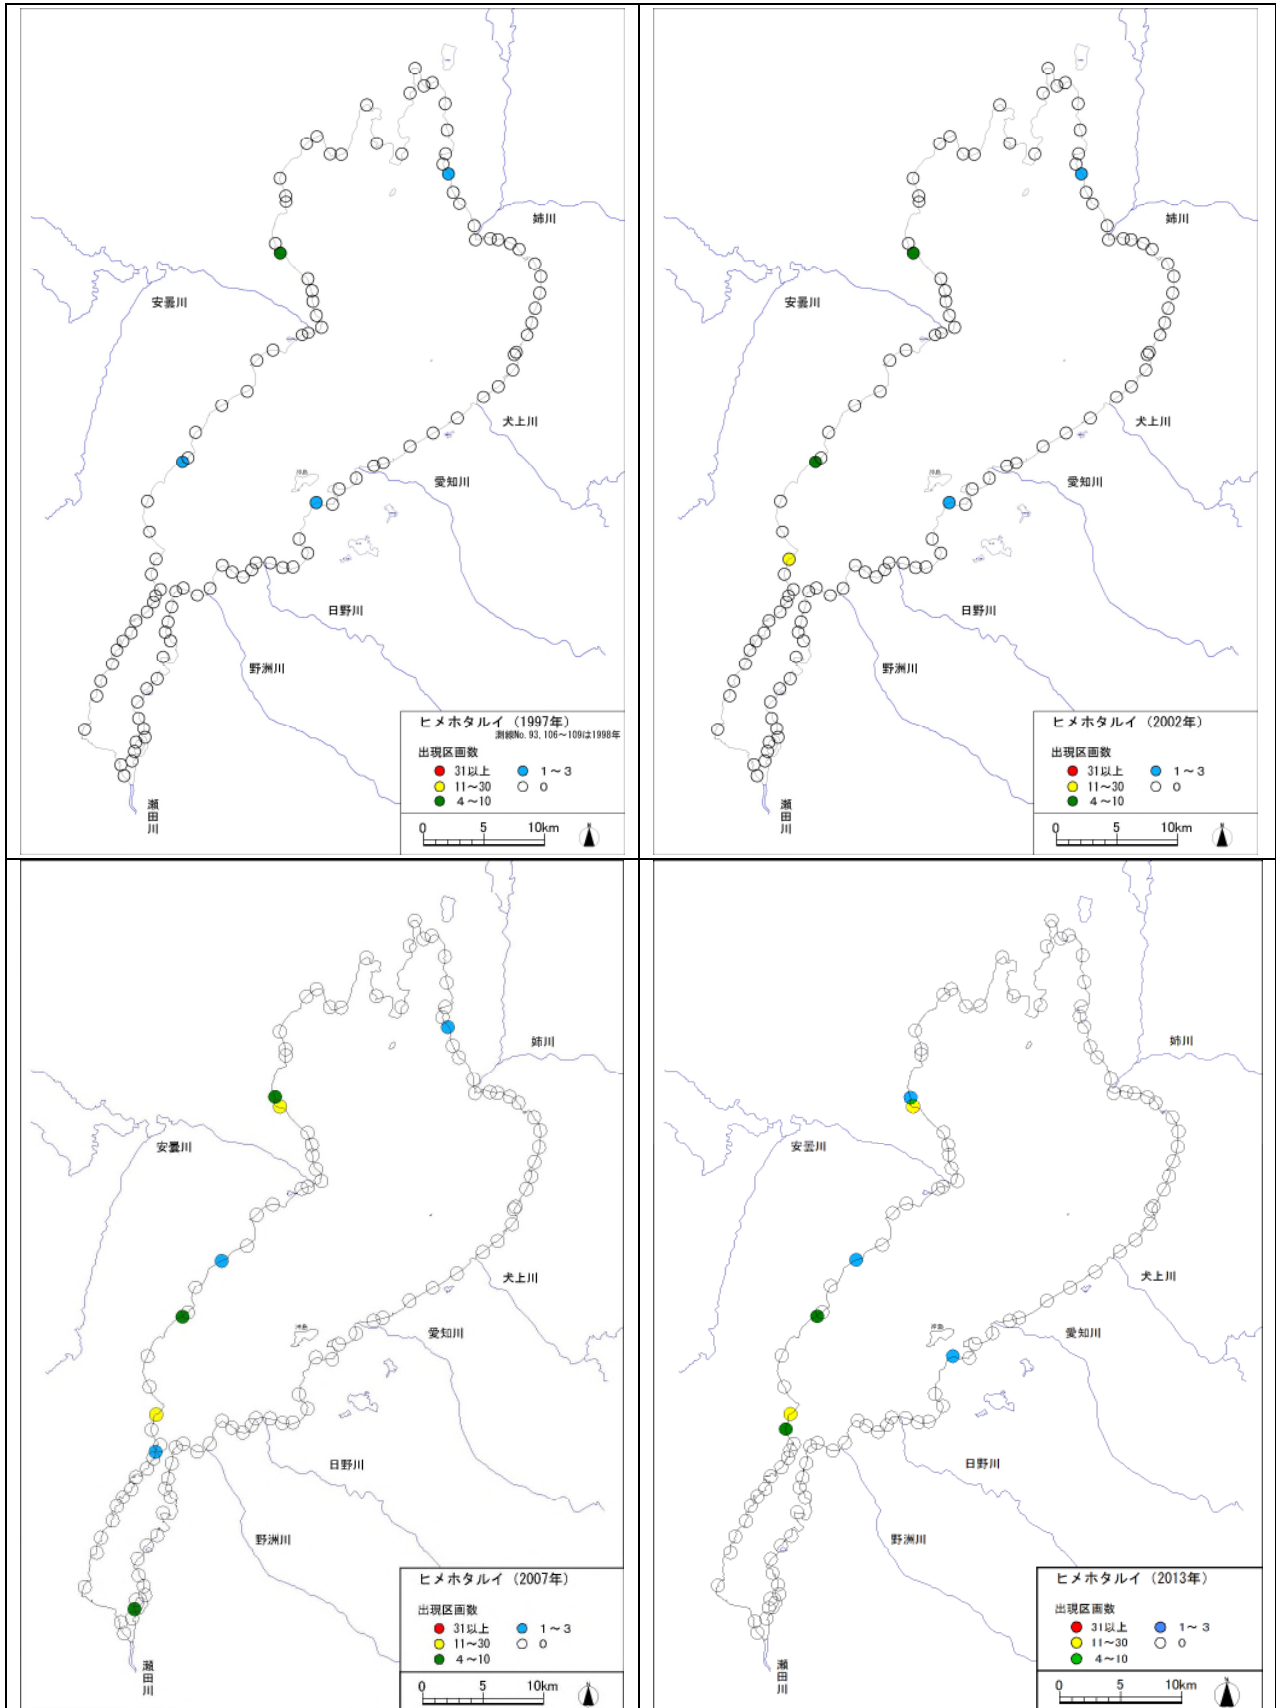 姉川
安曇川
犬上川
沖島
愛知川
日野川
野洲川
瀬田川
ヒメホタルイ (1997年)
測線No. 93, 106～109は1998年
出現区画数
31以上 1～3
11～30 0
4～10
0 5 10km
N
姉川
安曇川
犬上川
沖島
愛知川
日野川
野洲川
瀬田川
ヒメホタルイ (2002年)
出現区画数
31以上 1～3
11～30 0
4～10
0 5 10km
N
姉川
安曇川
犬上川
沖島
愛知川
日野川
野洲川
瀬田川
ヒメホタルイ (2007年)
出現区画数
31以上 1～3
11～30 0
4～10
0 5 10km
N
姉川
安曇川
犬上川
沖島
愛知川
日野川
野洲川
瀬田川
ヒメホタルイ (2013年)
出現区画数
31以上 1～3
11～30 0
4～10
0 5 10km
N